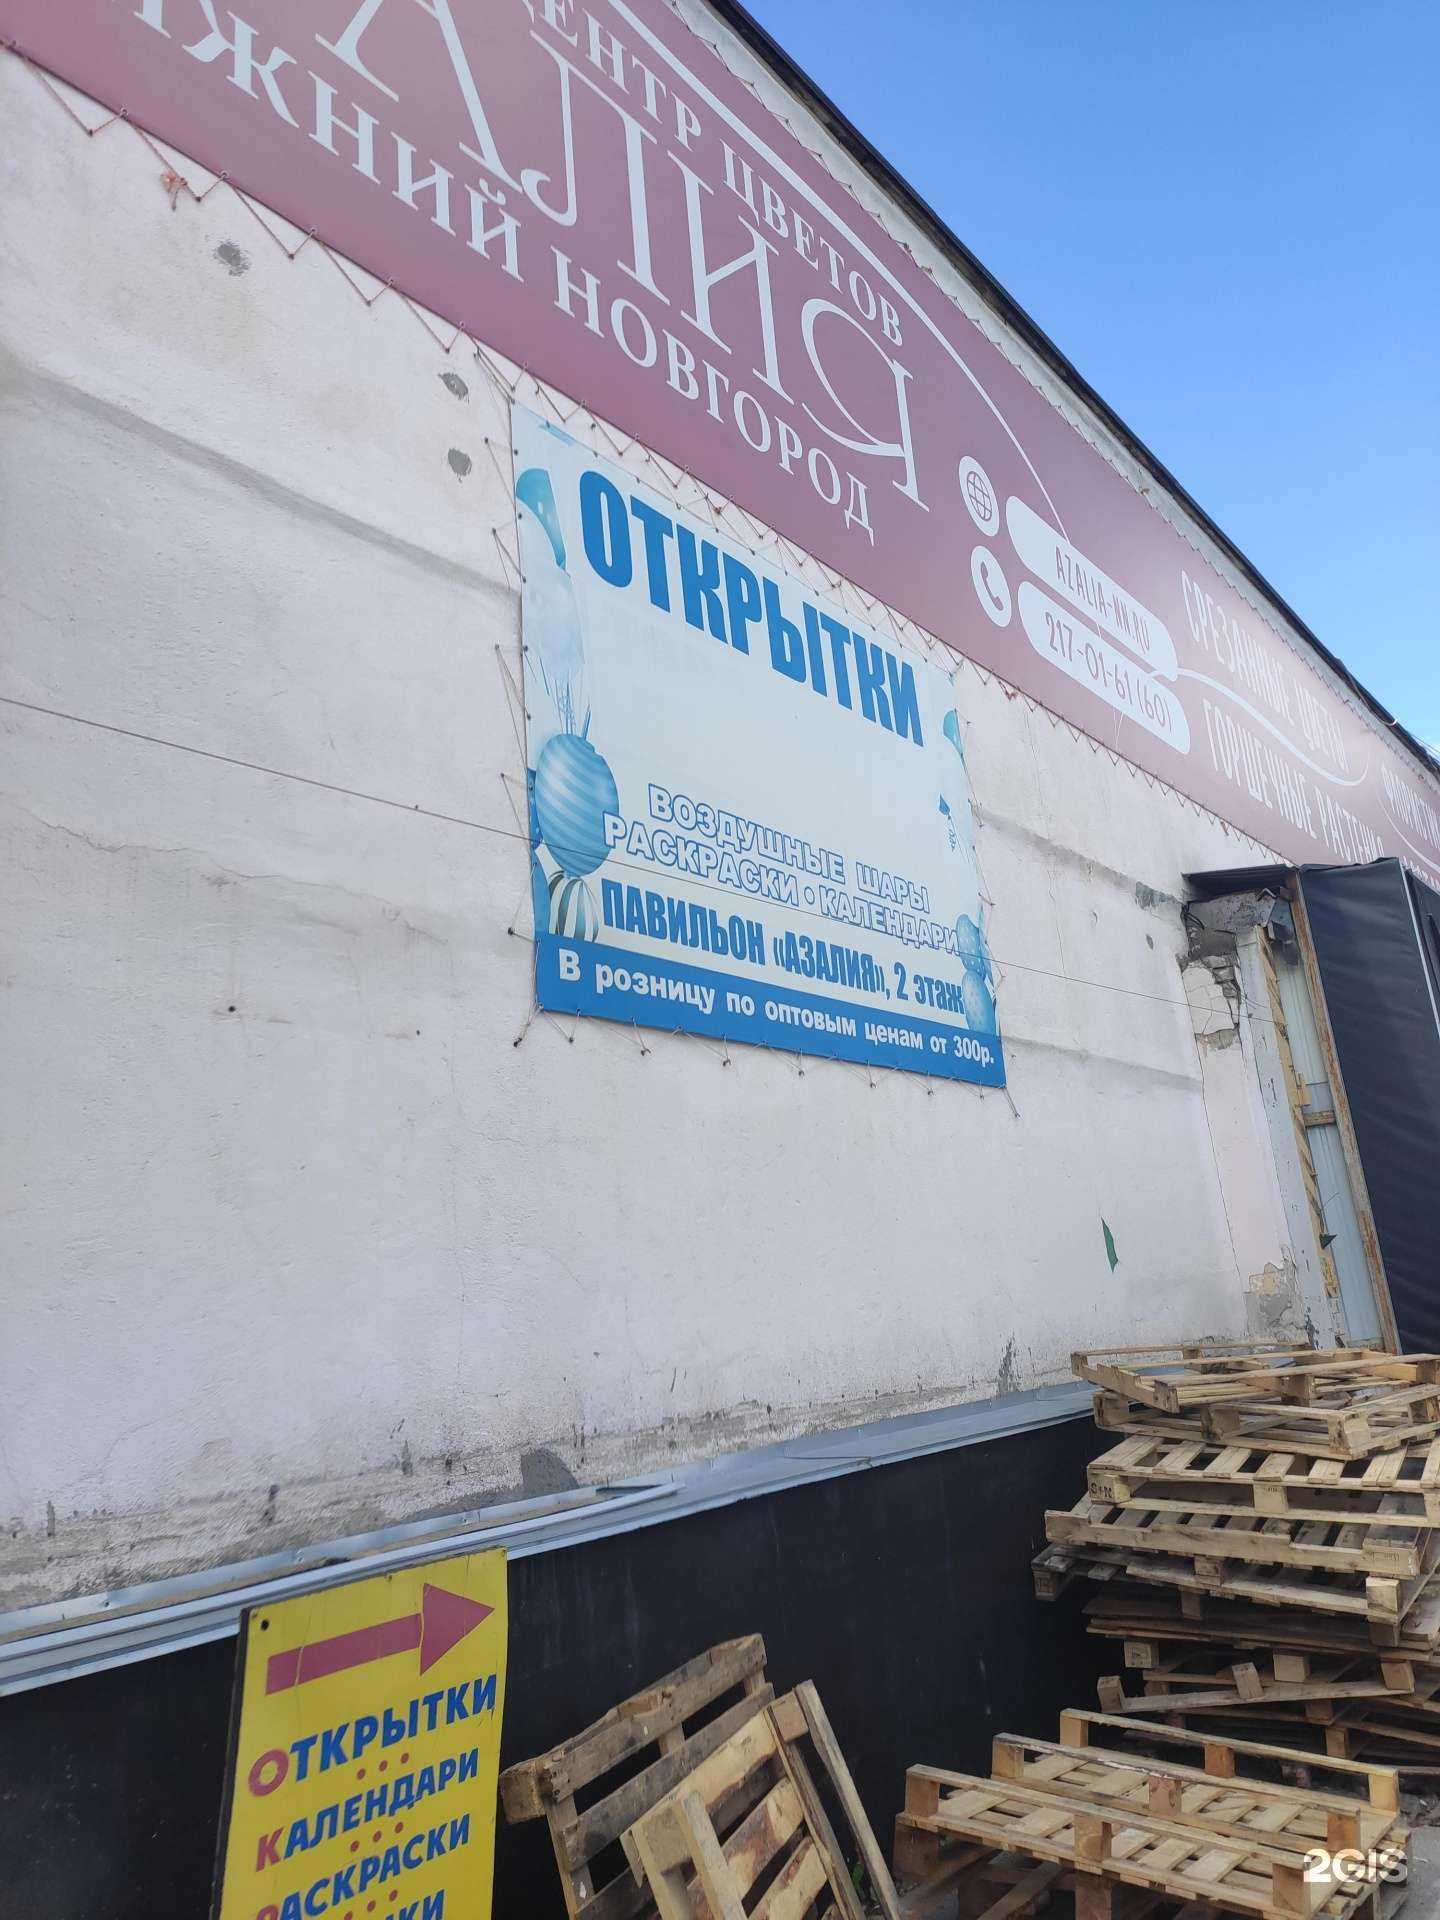 ЦЕНТР ЦВЕТОВ
АЛИЯ
НИЖНИЙ НОВГОРОД
AZALIA-NN.RU
217-01-61 (60)
СРЕЗАННЫЕ ЦВЕТЫ
ГОРШЕЧНЫЕ РАСТЕНИЯ
ОТКРЫТКИ
ВОЗДУШНЫЕ ШАРЫ
РАСКРАСКИ • КАЛЕНДАРИ
ПАВИЛЬОН «АЗАЛИЯ», 2 этаж
В розницу по оптовым ценам от 300р.
ОТКРЫТКИ
КАЛЕНДАРИ
РАСКРАСКИ
2GIS